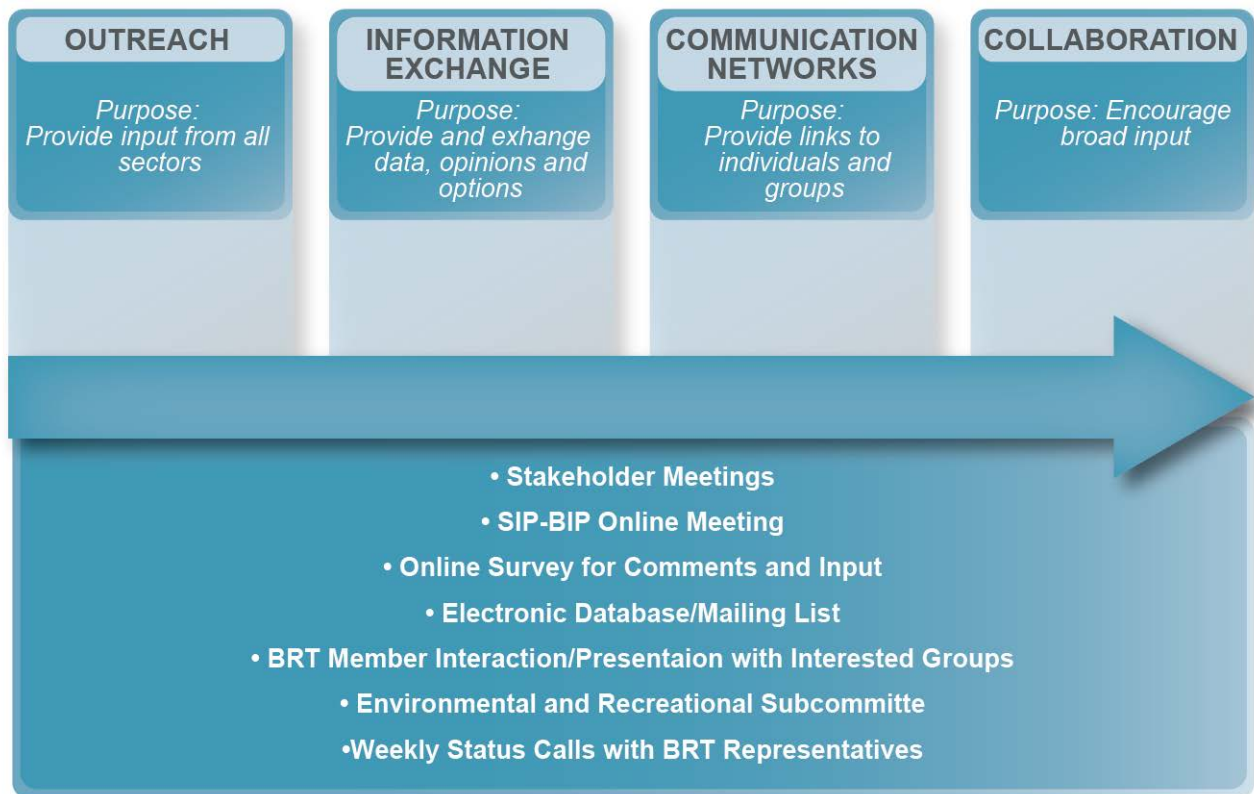 OUTREACH
Purpose:
Provide input from all
sectors
INFORMATION
EXCHANGE
Purpose:
Provide and exhange
data, opinions and
options
COMMUNICATION
NETWORKS
Purpose:
Provide links to
individuals and
groups
COLLABORATION
Purpose: Encourage
broad input
• Stakeholder Meetings
• SIP-BIP Online Meeting
• Online Survey for Comments and Input
• Electronic Database/Mailing List
• BRT Member Interaction/Presentaion with Interested Groups
• Environmental and Recreational Subcommitte
•Weekly Status Calls with BRT Representatives